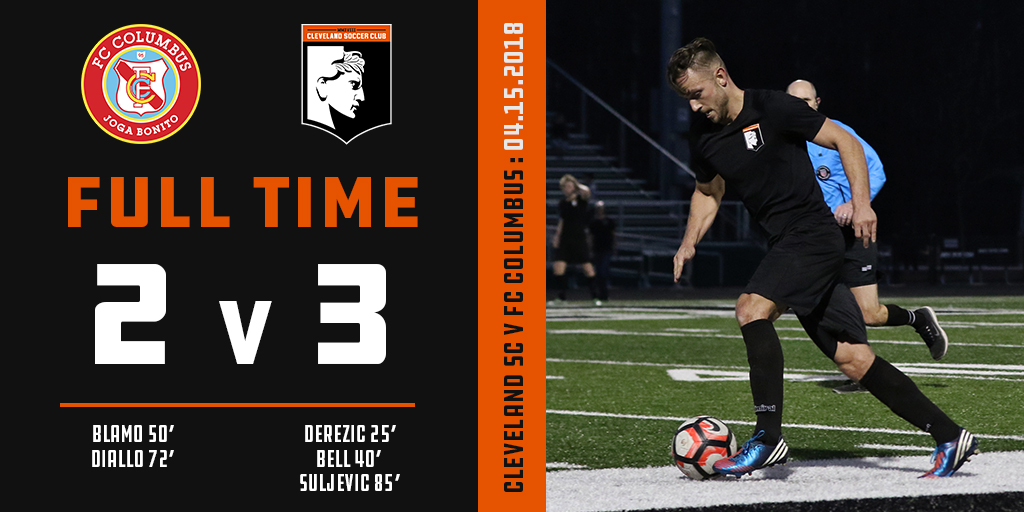 FC COLUMBUS
JOGA BONITO
CLEVELAND SOCCER CLUB
FULL TIME
2 v 3
BLAMO 50'
DIALLO 72'
DEREZIC 25'
BELL 40'
SULJEVIC 85'
CLEVELAND SC V FC COLUMBUS : 04.15.2018